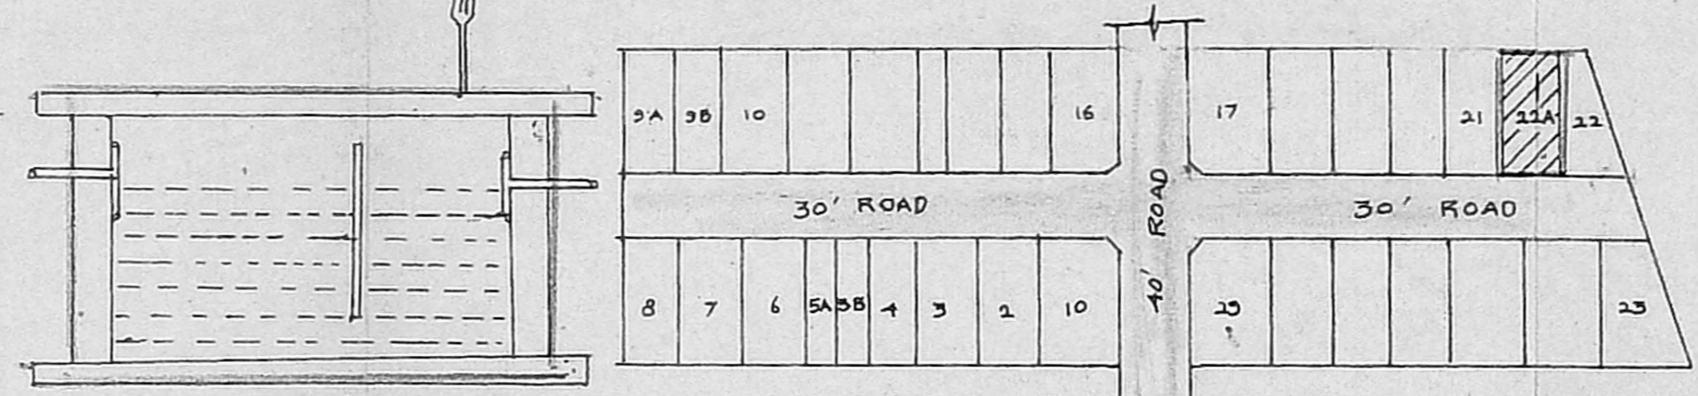 9A 9B 10 16 17 21 22A 22
30' ROAD 40' ROAD 30' ROAD
8 7 6 5A 5B 4 3 2 10 29 23